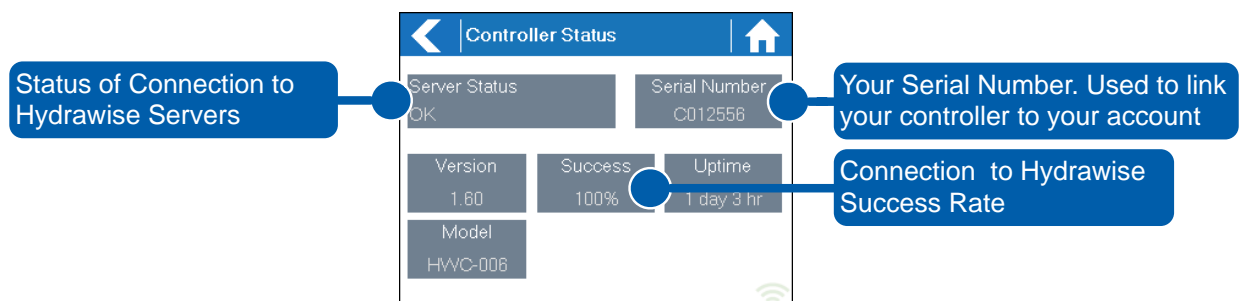 Controller Status
Status of Connection to
Hydrawise Servers
Server Status
OK
Serial Number
C012556
Your Serial Number. Used to link
your controller to your account
Version
1.60
Success
100%
Uptime
1 day 3 hr
Connection  to Hydrawise
Success Rate
Model
HWC-006